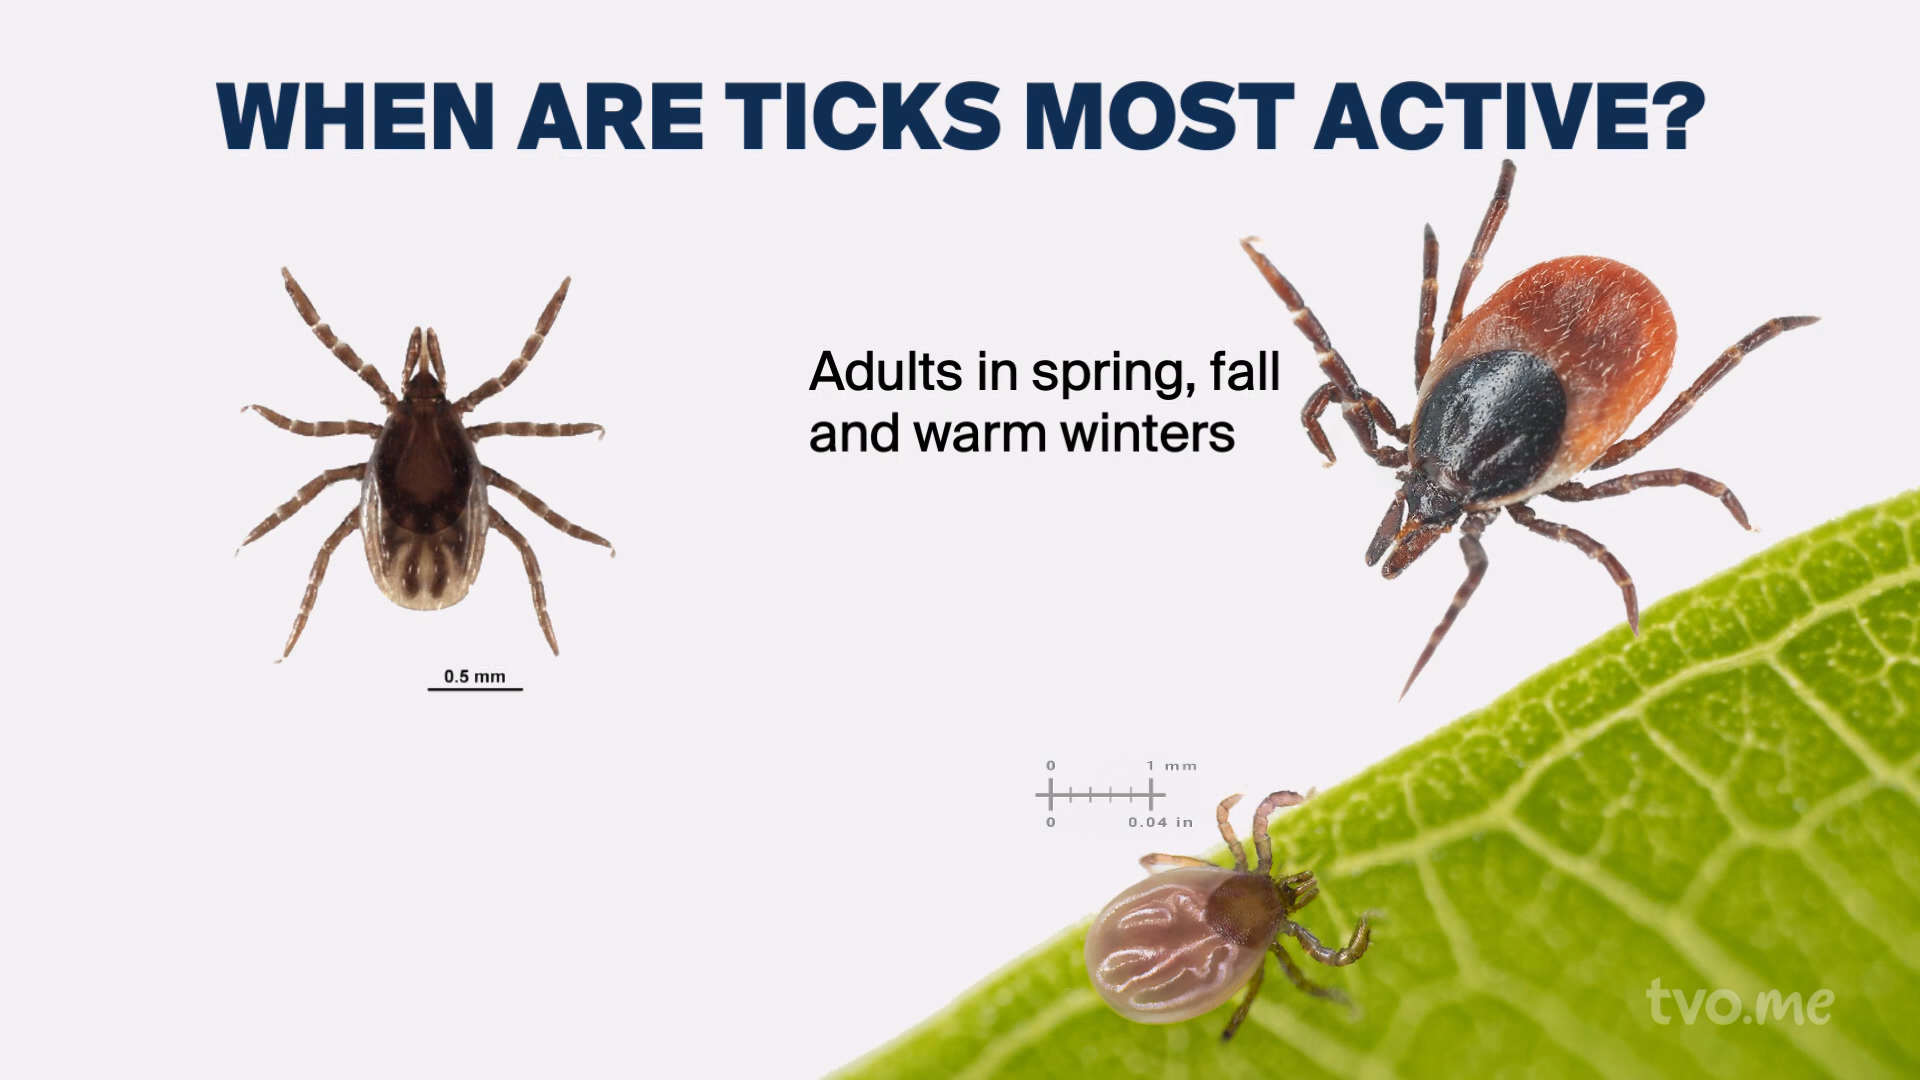 WHEN ARE TICKS MOST ACTIVE?
Adults in spring, fall
and warm winters
0.5 mm
0 1 mm
0 0.04 in
tvo.me